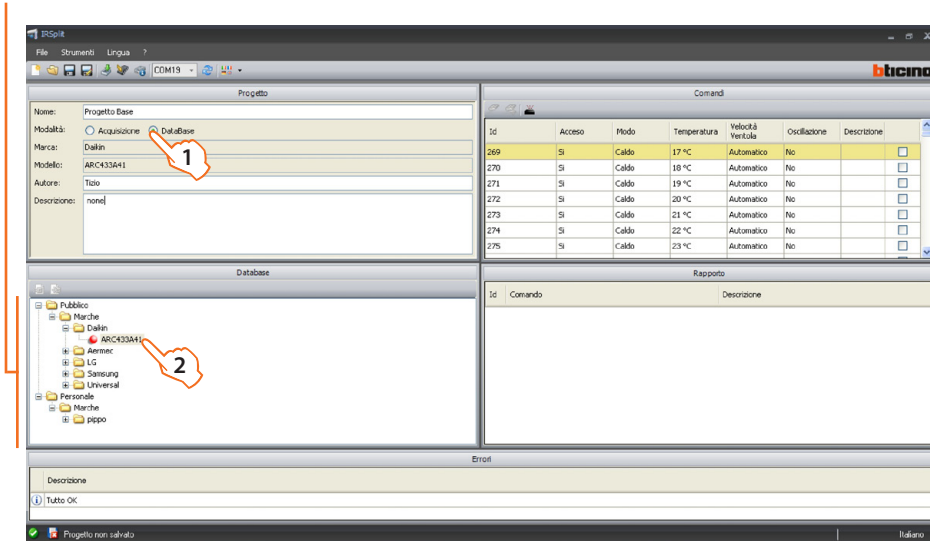 IRSplit
File Strumenti Lingua ?
COM19
bticino
Progetto
Nome: Progetto Base
Modalità: Acquisizione DataBase
Marca: Daikin
Modello: ARC433A41
Autore: Tizio
Descrizione: none
1
Comandi
Id Acceso Modo Temperatura Velocità Ventola Oscillazione Descrizione
269 Si Caldo 17 °C Automatico No
270 Si Caldo 18 °C Automatico No
271 Si Caldo 19 °C Automatico No
272 Si Caldo 20 °C Automatico No
273 Si Caldo 21 °C Automatico No
274 Si Caldo 22 °C Automatico No
275 Si Caldo 23 °C Automatico No
Database
Pubblico
Marche
Daikin
ARC433A41
Aermec
LG
Samsung
Universal
Personale
Marche
pippo
2
Rapporto
Id Comando Descrizione
Errori
Descrizione
Tutto OK
Progetto non salvato
Italiano